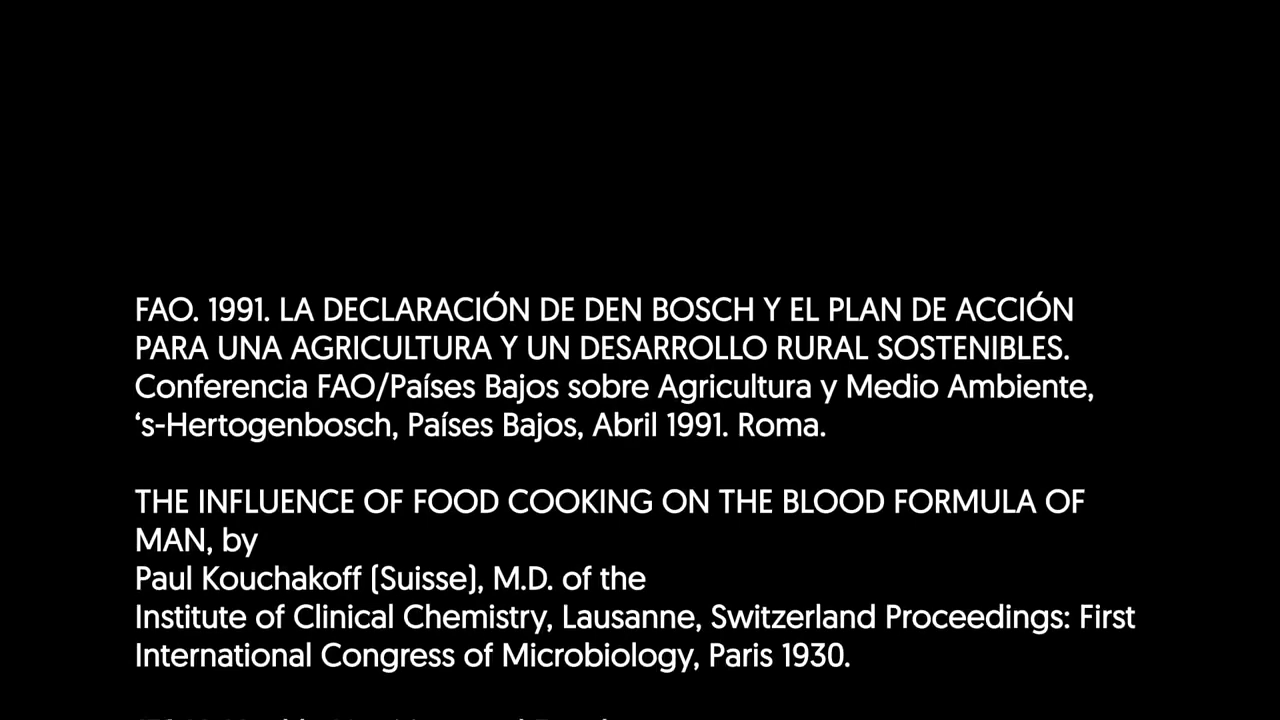 FAO. 1991. LA DECLARACIÓN DE DEN BOSCH Y EL PLAN DE ACCIÓN
PARA UNA AGRICULTURA Y UN DESARROLLO RURAL SOSTENIBLES.
Conferencia FAO/Países Bajos sobre Agricultura y Medio Ambiente,
‘s-Hertogenbosch, Países Bajos, Abril 1991. Roma.
THE INFLUENCE OF FOOD COOKING ON THE BLOOD FORMULA OF
MAN, by
Paul Kouchakoff (Suisse), M.D. of the
Institute of Clinical Chemistry, Lausanne, Switzerland Proceedings: First
International Congress of Microbiology, Paris 1930.